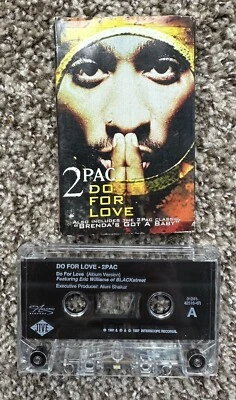 2PAC
DO
FOR
LOVE
ALSO INCLUDES THE 2PAC CLASSIC,
"BRENDA'S GOT A BABY"
DO FOR LOVE - 2PAC
Do For Love (Album Version)
Featuring Eric Williams of BLACKstreet
Executive Producer: Afeni Shakur
A
JIVE